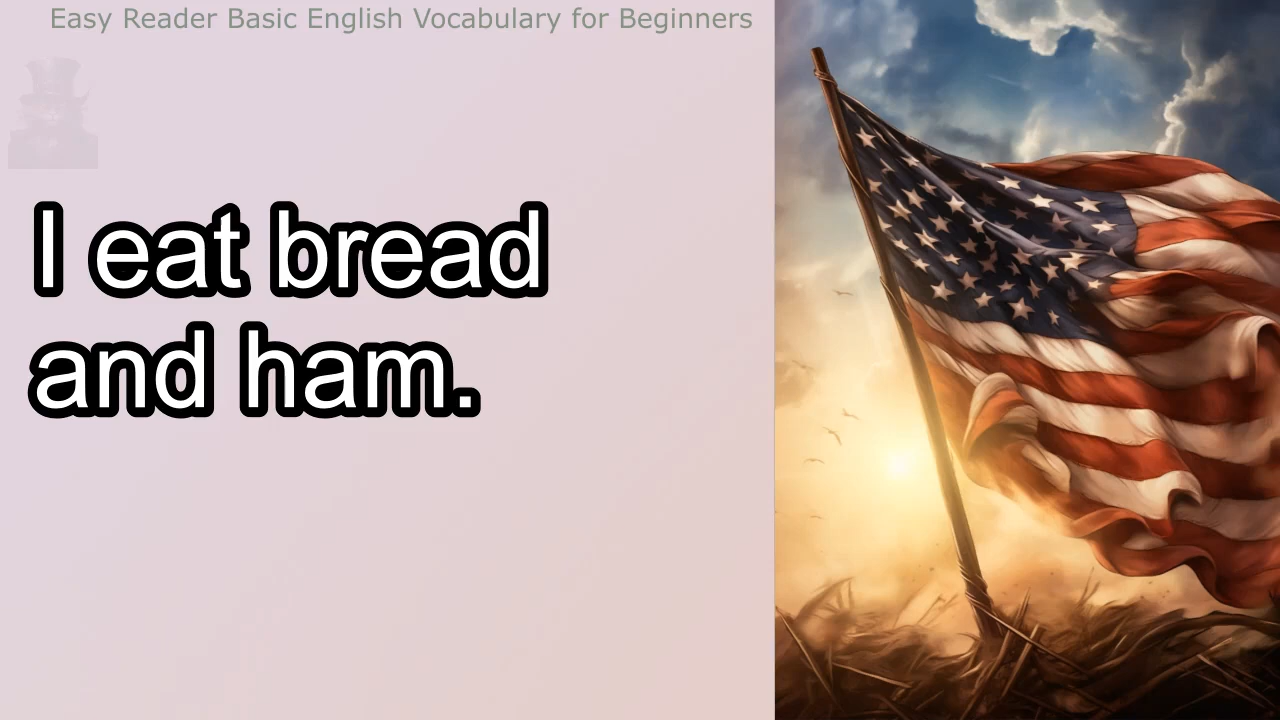 Easy Reader Basic English Vocabulary for Beginners
I eat bread
and ham.